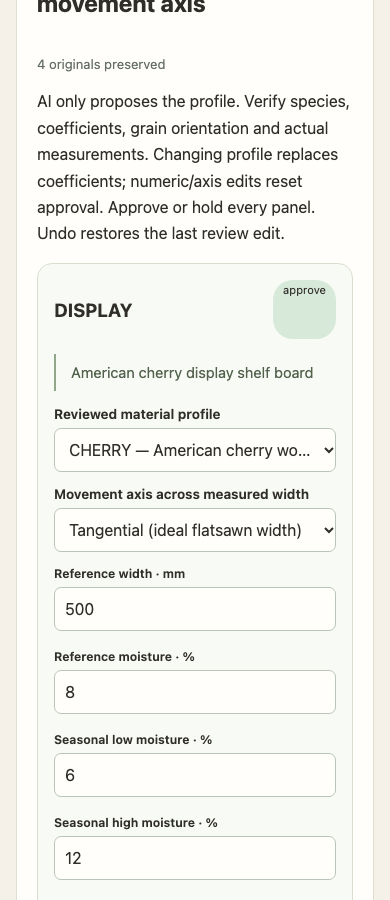 movement axis
4 originals preserved
AI only proposes the profile. Verify species,
coefficients, grain orientation and actual
measurements. Changing profile replaces
coefficients; numeric/axis edits reset
approval. Approve or hold every panel.
Undo restores the last review edit.
DISPLAY
approve
American cherry display shelf board
Reviewed material profile
CHERRY — American cherry wo...
Movement axis across measured width
Tangential (ideal flatsawn width)
Reference width · mm
500
Reference moisture · %
8
Seasonal low moisture · %
6
Seasonal high moisture · %
12